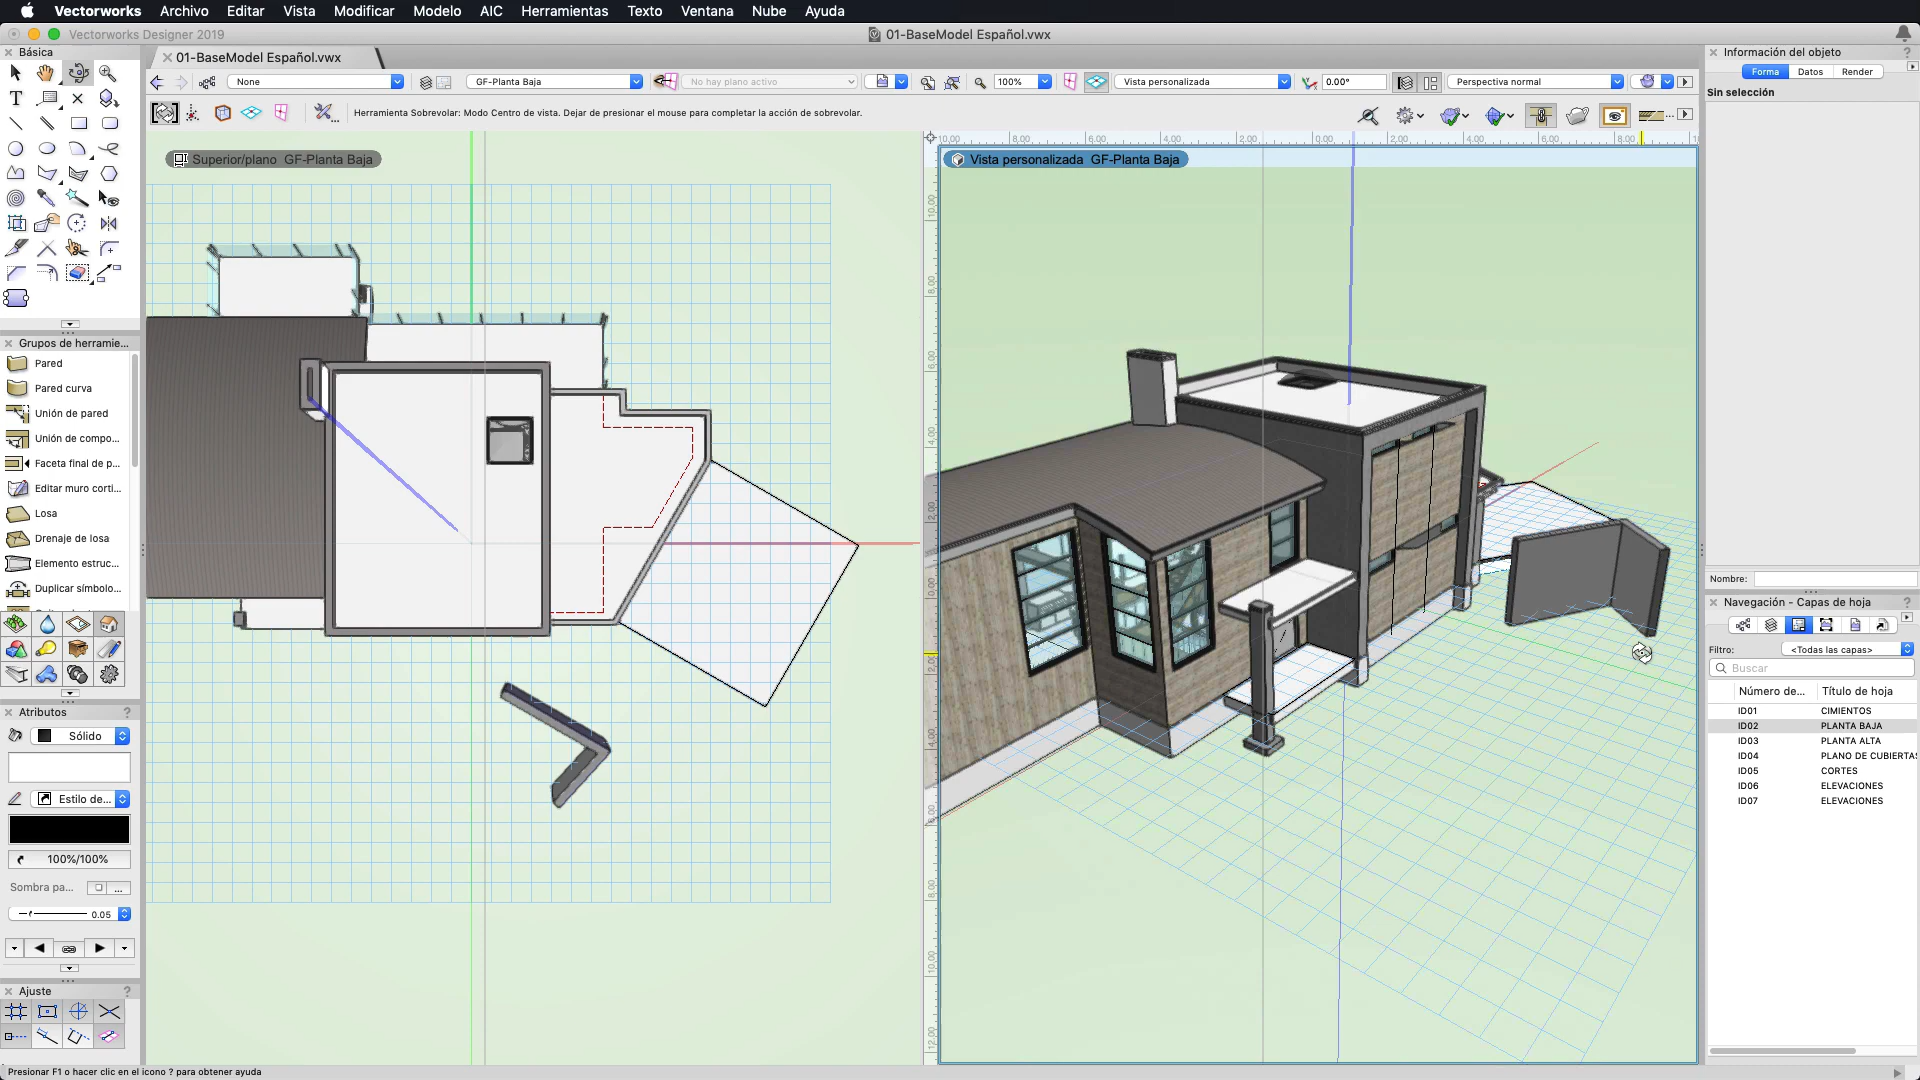 Vectorworks Archivo Editar Vista Modificar Modelo AIC Herramientas Texto Ventana Nube Ayuda
Vectorworks Designer 2019
01-BaseModel Español.vwx
Básica
01-BaseModel Español.vwx
None
GF-Planta Baja
No hay plano activo
100%
Vista personalizada
0.00°
Perspectiva normal
Herramienta Sobrevolar: Modo Centro de vista. Dejar de presionar el mouse para completar la acción de sobrevolar.
Superior/plano GF-Planta Baja
Vista personalizada GF-Planta Baja
Grupos de herramie...
Pared
Pared curva
Unión de pared
Unión de compo...
Faceta final de p...
Editar muro corti...
Losa
Drenaje de losa
Elemento estruc...
Duplicar símbolo...
Atributos
?
Sólido
Estilo de...
100%/100%
Sombra pa...
...
0.05
Ajuste
?
Presionar F1 o hacer clic en el icono ? para obtener ayuda
Información del objeto
?
Forma Datos Render
Sin selección
Nombre:
Navegación - Capas de hoja
?
Filtro:
<Todas las capas>
Buscar
Número de... Título de hoja
ID01 CIMIENTOS
ID02 PLANTA BAJA
ID03 PLANTA ALTA
ID04 PLANO DE CUBIERTAS
ID05 CORTES
ID06 ELEVACIONES
ID07 ELEVACIONES